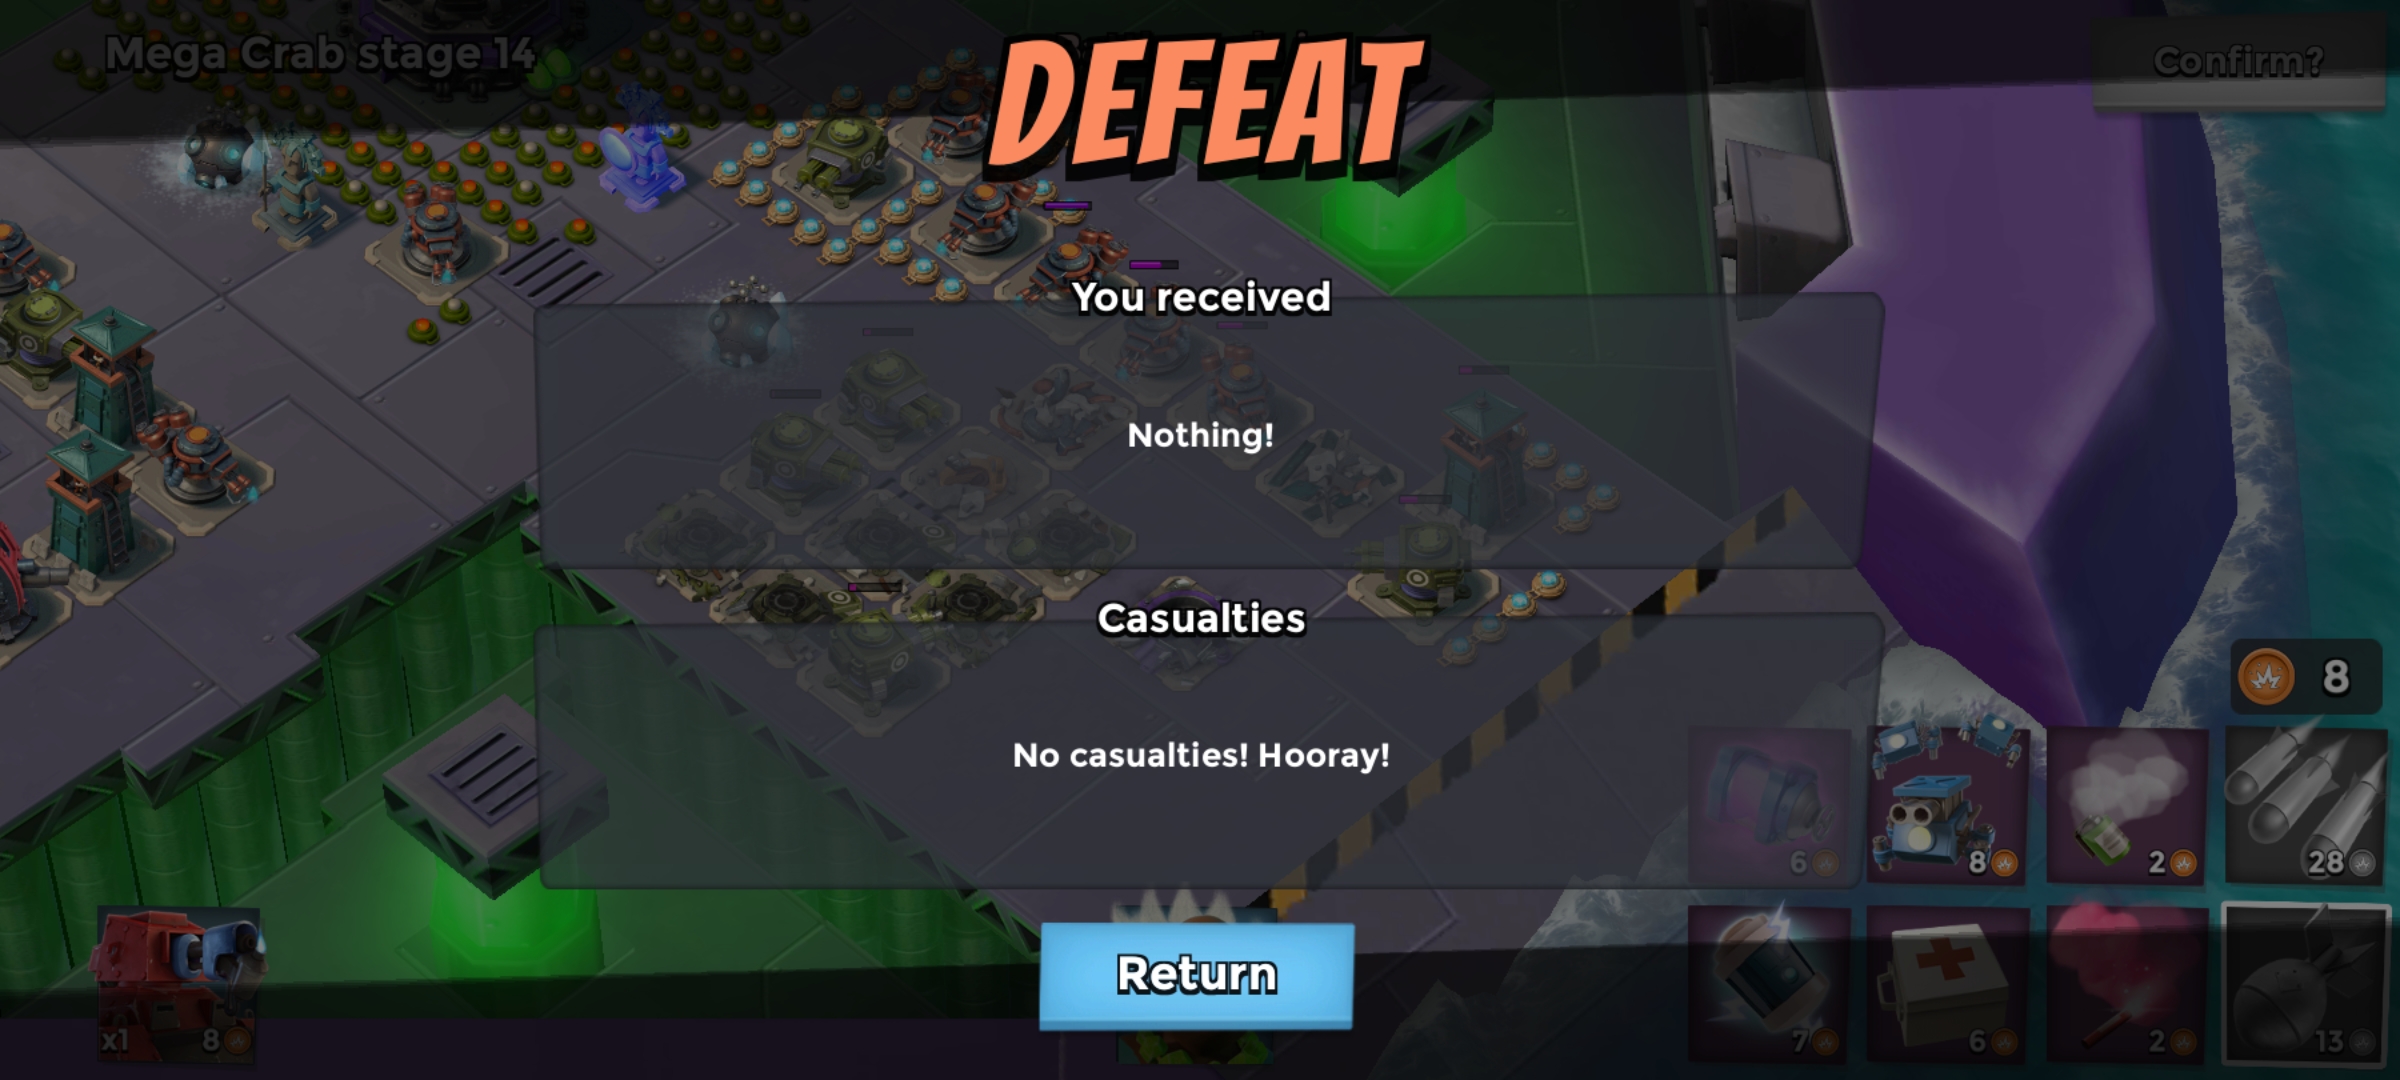 Mega Crab stage 14
DEFEAT
Confirm?
You received
Nothing!
Casualties
No casualties! Hooray!
8
6
8
2
28
Return
x1
8
7
6
2
13